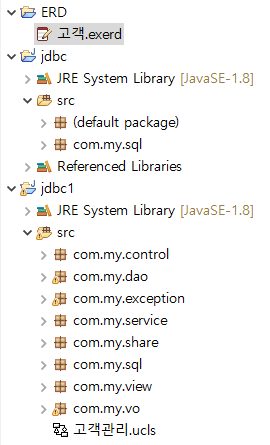 ERD
고객.exerd
jdbc
JRE System Library [JavaSE-1.8]
src
(default package)
com.my.sql
Referenced Libraries
jdbc1
JRE System Library [JavaSE-1.8]
src
com.my.control
com.my.dao
com.my.exception
com.my.service
com.my.share
com.my.sql
com.my.view
com.my.vo
고객관리.ucls